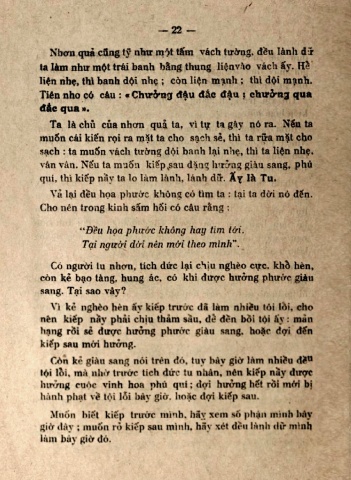 — 22 —
Nhơn quả cũng tỷ như một tấm vách tường, đều lành dữ
ta làm như một trái banh bằng thung liệng vào vách ấy. Hễ
liện nhẹ, thì banh dội nhẹ ; còn liện mạnh ; thì dội mạnh.
Tiên nho có câu : « Chưởng đậu đắc đậu ; chưởng qua
đắc qua ».
Ta là chủ của nhơn quả ta, vì tự ta gây nó ra. Nếu ta
muốn cái kiến rọi ra mặt ta cho sạch sẽ, thì ta rữa mặt cho
sạch : ta muốn vách tường dội banh lại nhẹ, thì ta liện nhẹ,
vân vân. Nếu ta muốn kiếp sau dặng hưởng giàu sang, phú
quí, thì kiếp nầy ta lo làm lành, lánh dữ. Ấy là Tu.
Vả lại đều họa phước không có tìm ta : tại ta dời nó đến.
Cho nên trong kinh sấm hối có câu rằng :
“Đều họa phước không hay tìm tới.
Tại người dời nên mới theo mình”.
Có người tu nhơn, tích đức lại chịu nghèo cực, khổ hèn,
còn kẻ bạo tàng, hung ác, có khi được hưởng phước giàu
sang. Tại sao vậy?
Vì kẻ nghèo hèn ấy kiếp trước đã làm nhiều tội lỗi, cho
nên kiếp nầy phải chịu thảm sầu, để đền bồi tội ấy : mãn
hạng rồi sẽ được hưởng phước giàu sang, hoặc đợi đến
kiếp sau mới hưởng.
Còn kẻ giàu sang nói trên đó, tuy bây giờ làm nhiều đều
tội lỗi, mà nhờ trước tích đức tu nhân, nên kiếp nầy được
hưởng cuộc vinh hoa phú quí ; đợi hưởng hết rồi mới bị
hành phạt về tội lỗi bây giờ, hoặc đợi kiếp sau.
Muốn biết kiếp trước mình, hãy xem số phận mình bây
giờ đây ; muốn rõ kiếp sau mình, hãy xét đều lành dữ mình
làm bây giờ đó.